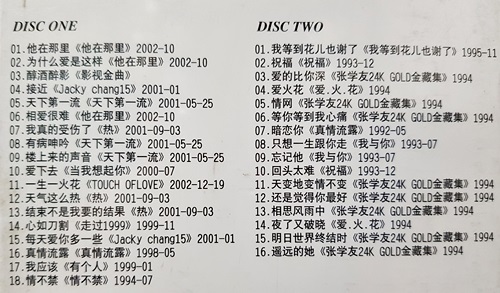 DISC ONE
01.他在那里《他在那里》2002-10
02.为什么爱是这样《他在那里》2002-10
03.醉酒醉影《影视金曲》
04.接近《Jacky chang15》2001-01
05.天下第一流《天下第一流》2001-05-25
06.相爱很难《他在那里》2002-10
07.我真的受伤了《热》2001-09-03
08.有病呻吟《天下第一流》2001-05-25
09.楼上来的声音《天下第一流》2001-05-25
10.爱下去《当我想起你》2000-07
11.一生一火花《TOUCH OFLOVE》2002-12-19
12.天气这么热《热》2001-09-03
13.结束不是我要的结果《热》2001-09-03
14.心如刀割《走过1999》1999-11
15.每天爱你多一些《Jacky chang15》2001-01
16.真情流露《真情流露》1998-05
17.我应该《有个人》1999-01
18.情不禁《情不禁》1994-07
DISC TWO
01.我等到花儿也谢了《我等到花儿也谢了》1995-11
02.祝福《祝福》1993-12
03.爱的比你深《张学友24K GOLD金藏集》1994
04.爱火花《爱.火.花》1994
05.情网《张学友24K GOLD金藏集》1994
06.等你等到我心痛《张学友24K GOLD金藏集》1994
07.暗恋你《真情流露》1992-05
08.只想一生跟你走《我与你》1993-07
09.忘记他《我与你》1993-07
10.回头太难《祝福》1993-12
11.天变地变情不变《张学友24K GOLD金藏集》1994
12.还是觉得你最好《张学友24K GOLD金藏集》1994
13.相思风雨中《张学友24K GOLD金藏集》1994
14.夜了又破晓《爱.火.花》1994
15.明日世界终结时《张学友24K GOLD金藏集》1994
16.遥远的她《张学友24K GOLD金藏集》1994